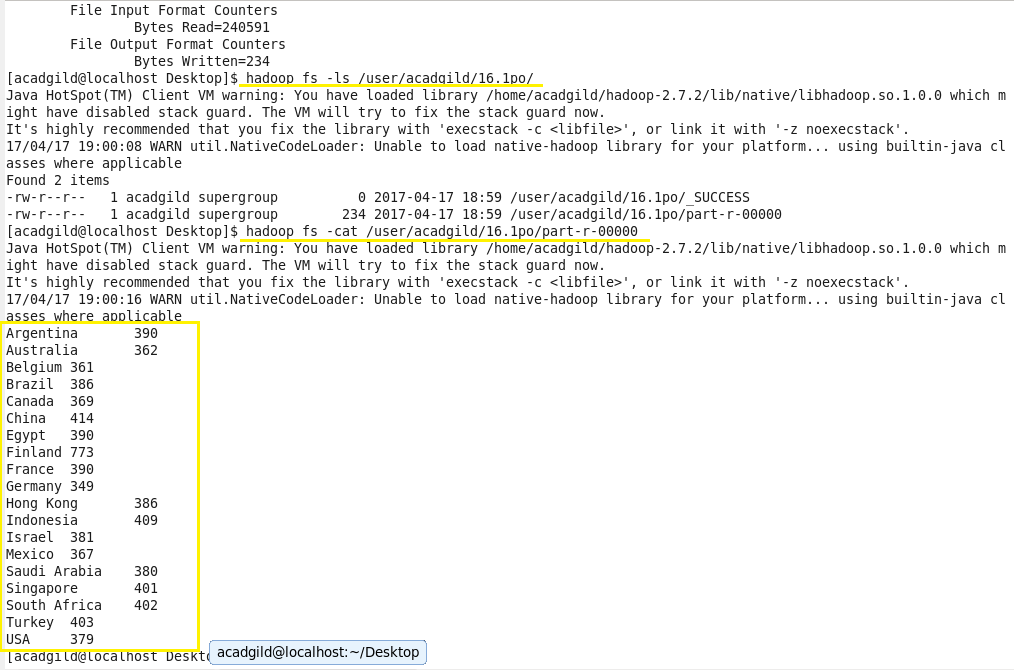 File Input Format Counters
Bytes Read=240591
File Output Format Counters
Bytes Written=234
[acadgild@localhost Desktop]$ hadoop fs -ls /user/acadgild/16.1po/
Java HotSpot(TM) Client VM warning: You have loaded library /home/acadgild/hadoop-2.7.2/lib/native/libhadoop.so.1.0.0 which m
ight have disabled stack guard. The VM will try to fix the stack guard now.
It's highly recommended that you fix the library with 'execstack -c <libfile>', or link it with '-z noexecstack'.
17/04/17 19:00:08 WARN util.NativeCodeLoader: Unable to load native-hadoop library for your platform... using builtin-java cl
asses where applicable
Found 2 items
-rw-r--r--   1 acadgild supergroup          0 2017-04-17 18:59 /user/acadgild/16.1po/_SUCCESS
-rw-r--r--   1 acadgild supergroup        234 2017-04-17 18:59 /user/acadgild/16.1po/part-r-00000
[acadgild@localhost Desktop]$ hadoop fs -cat /user/acadgild/16.1po/part-r-00000
Java HotSpot(TM) Client VM warning: You have loaded library /home/acadgild/hadoop-2.7.2/lib/native/libhadoop.so.1.0.0 which m
ight have disabled stack guard. The VM will try to fix the stack guard now.
It's highly recommended that you fix the library with 'execstack -c <libfile>', or link it with '-z noexecstack'.
17/04/17 19:00:16 WARN util.NativeCodeLoader: Unable to load native-hadoop library for your platform... using builtin-java cl
asses where applicable
Argentina       390
Australia       362
Belgium 361
Brazil  386
Canada  369
China   414
Egypt   390
Finland 773
France  390
Germany 349
Hong Kong       386
Indonesia       409
Israel  381
Mexico  367
Saudi Arabia    380
Singapore       401
South Africa    402
Turkey  403
USA     379
[acadgild@localhost Deskto
acadgild@localhost:~/Desktop